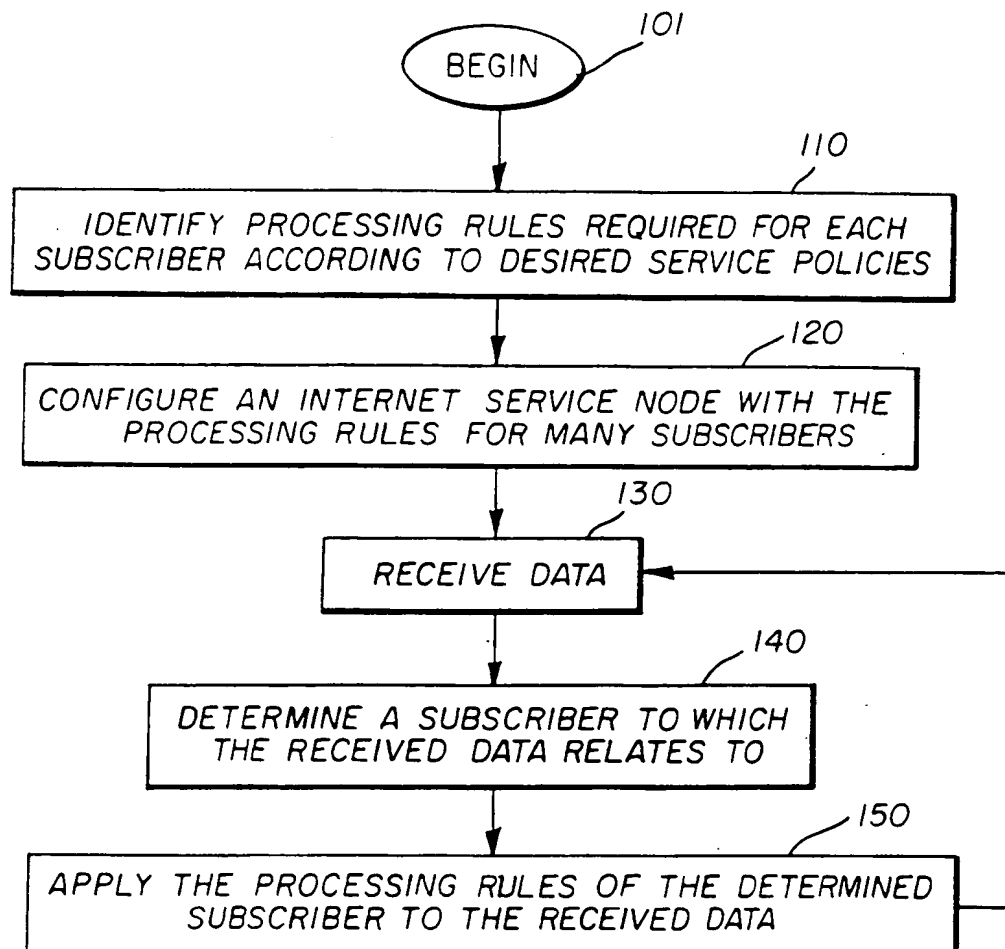 101
BEGIN
110
IDENTIFY PROCESSING RULES REQUIRED FOR EACH
SUBSCRIBER ACCORDING TO DESIRED SERVICE POLICIES
120
CONFIGURE AN INTERNET SERVICE NODE WITH THE
PROCESSING RULES FOR MANY SUBSCRIBERS
130
RECEIVE DATA
140
DETERMINE A SUBSCRIBER TO WHICH
THE RECEIVED DATA RELATES TO
150
APPLY THE PROCESSING RULES OF THE DETERMINED
SUBSCRIBER TO THE RECEIVED DATA